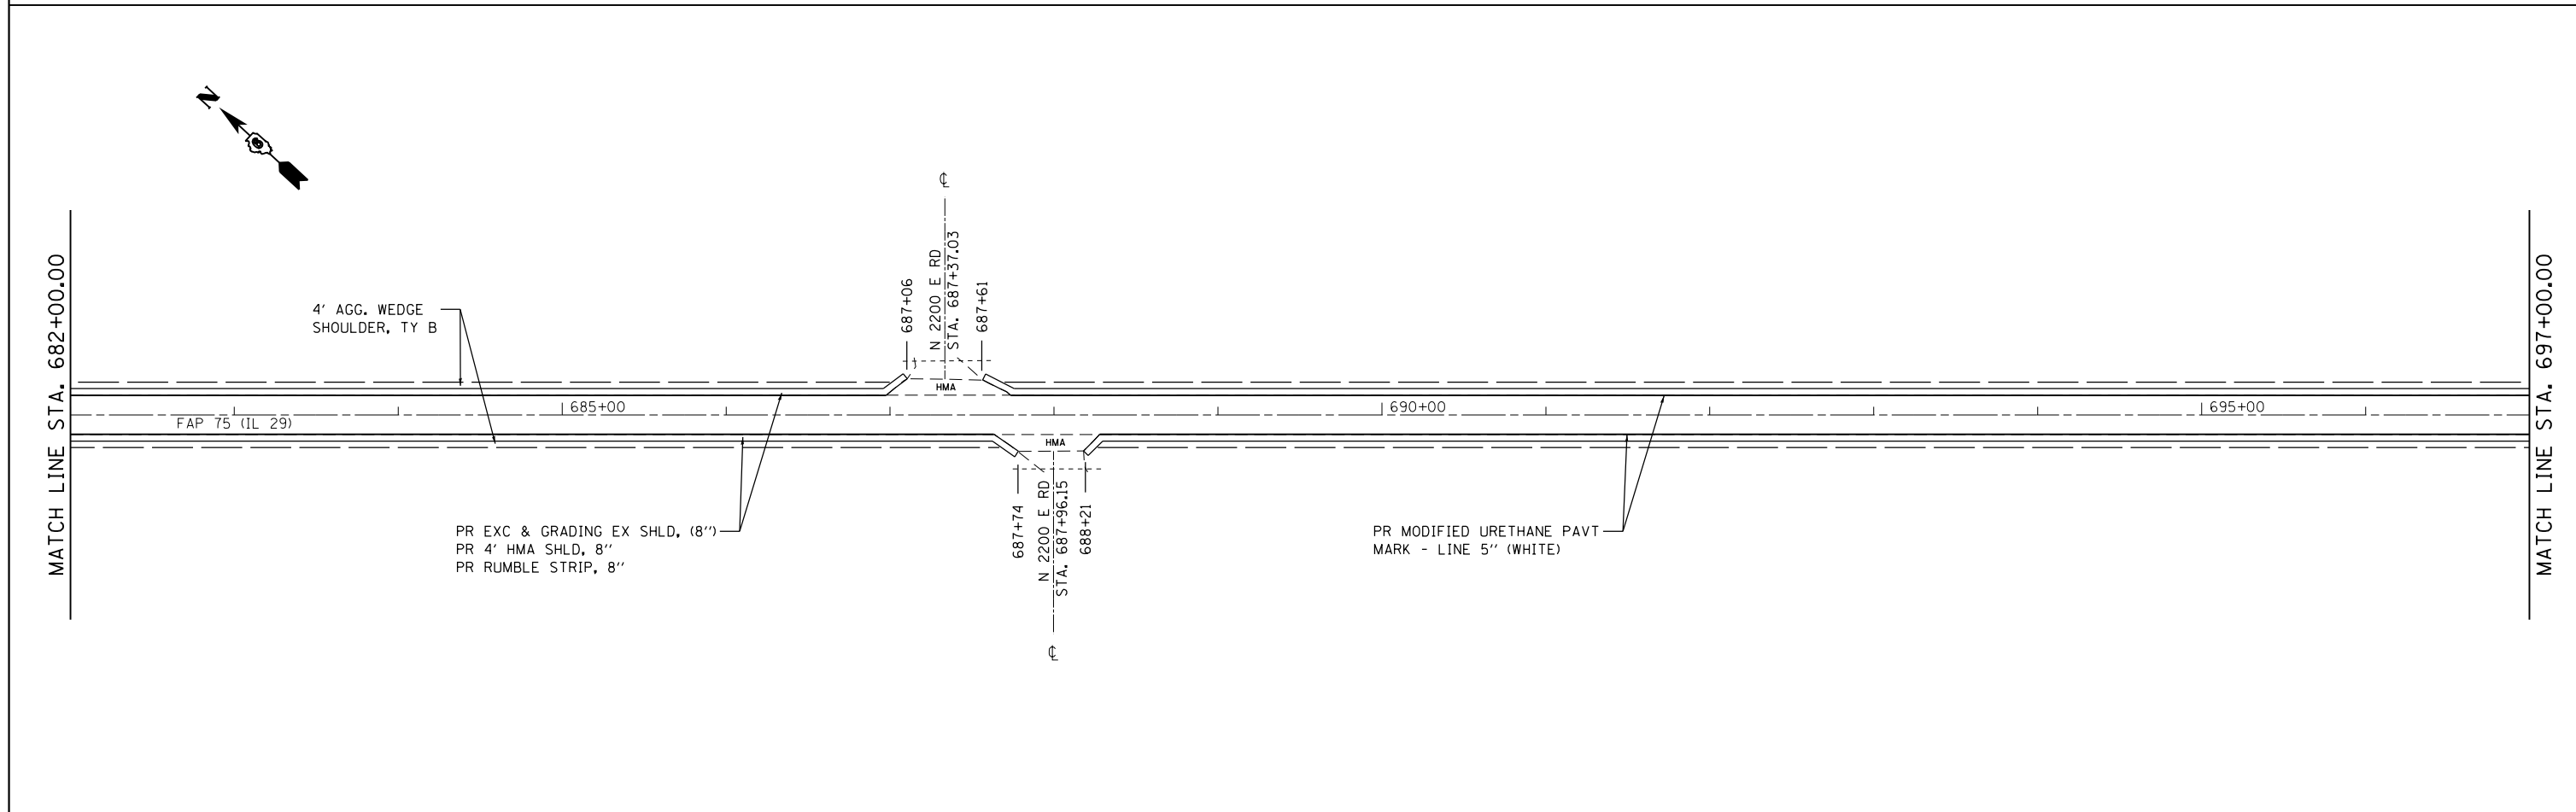 N
℄
MATCH LINE STA. 682+00.00
4' AGG. WEDGE
SHOULDER, TY B
687+06
N 2200 E RD
STA. 687+37.03
687+61
HMA
685+00
690+00
695+00
FAP 75 (IL 29)
HMA
687+74
N 2200 E RD
STA. 687+96.15
688+21
PR EXC & GRADING EX SHLD, (8'')
PR 4' HMA SHLD, 8''
PR RUMBLE STRIP, 8''
PR MODIFIED URETHANE PAVT
MARK - LINE 5'' (WHITE)
℄
MATCH LINE STA. 697+00.00